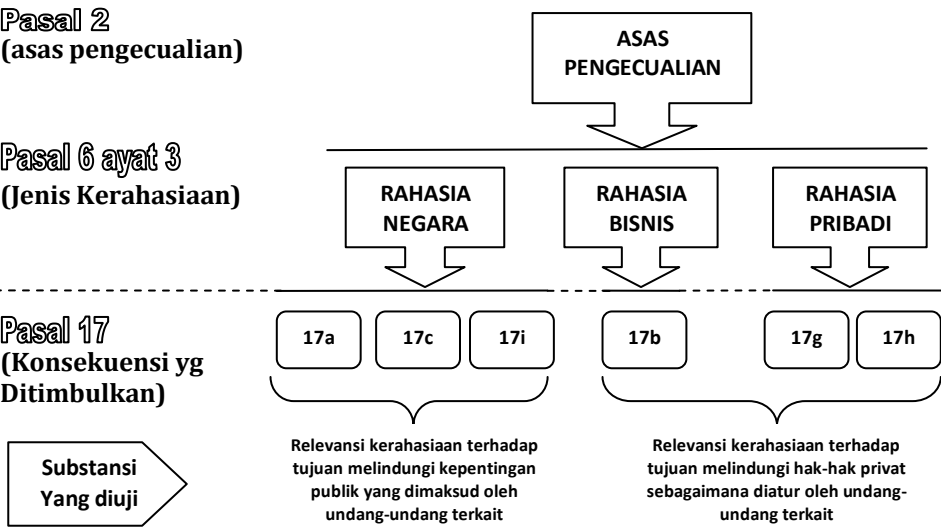 Pasal 2
(asas pengecualian)
ASAS
PENGECUALIAN
Pasal 6 ayat 3
(Jenis Kerahasiaan)
RAHASIA
NEGARA
RAHASIA
BISNIS
RAHASIA
PRIBADI
Pasal 17
(Konsekuensi yg
Ditimbulkan)
17a
17c
17i
17b
17g
17h
Substansi
Yang diuji
Relevansi kerahasiaan terhadap
tujuan melindungi kepentingan
publik yang dimaksud oleh
undang-undang terkait
Relevansi kerahasiaan terhadap
tujuan melindungi hak-hak privat
sebagaimana diatur oleh undang-
undang terkait